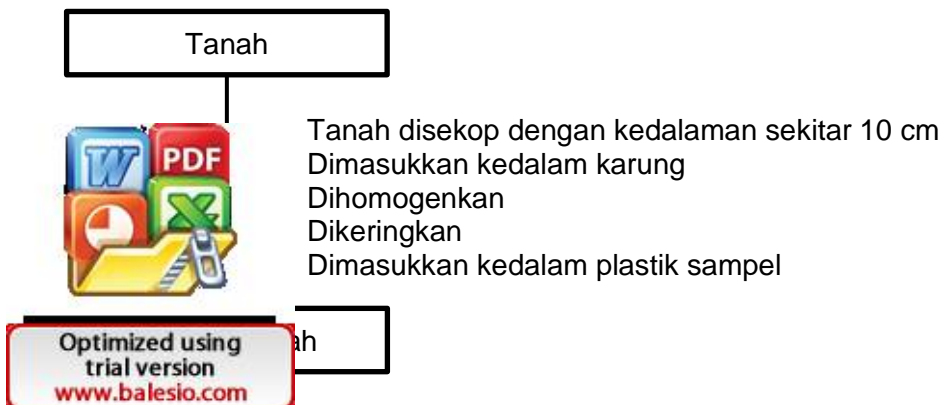 Tanah
Tanah disekop dengan kedalaman sekitar 10 cm
Dimasukkan kedalam karung
Dihomogenkan
Dikeringkan
Dimasukkan kedalam plastik sampel
W
PDF
X
Optimized using
trial version
www.balesio.com